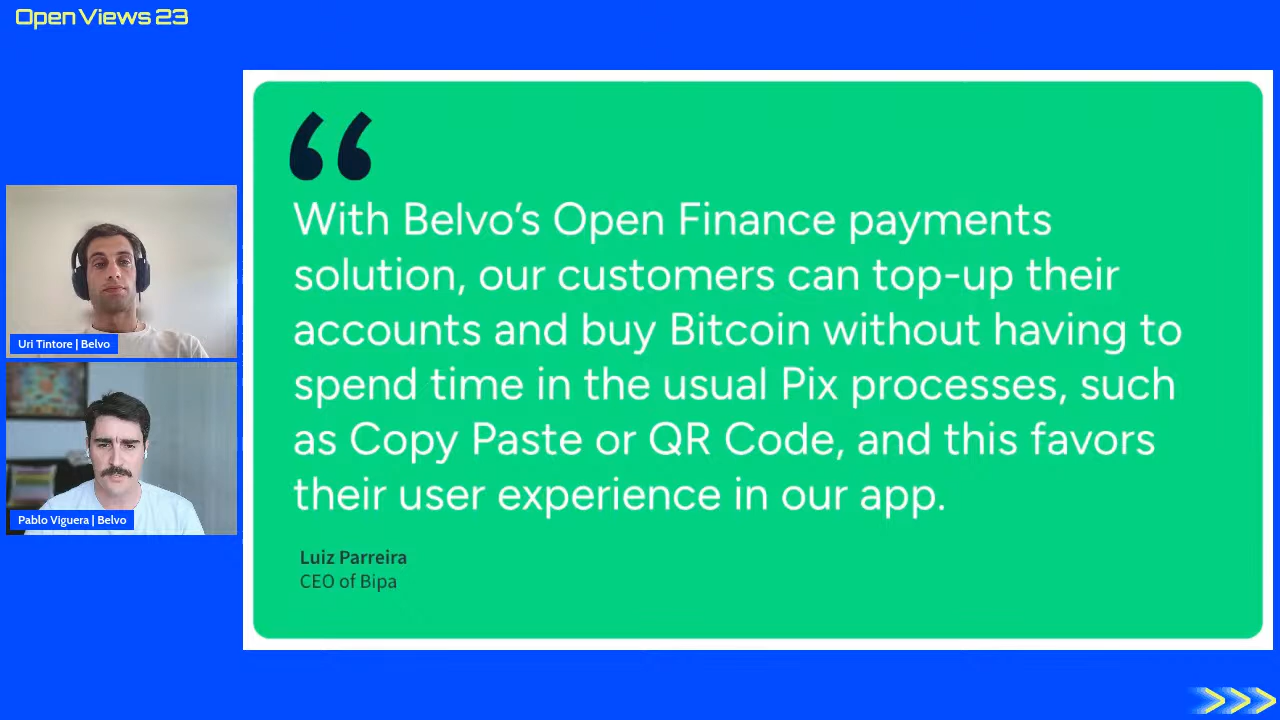 Open Views 23
“
With Belvo’s Open Finance payments
solution, our customers can top-up their
accounts and buy Bitcoin without having to
spend time in the usual Pix processes, such
as Copy Paste or QR Code, and this favors
their user experience in our app.
Luiz Parreira
CEO of Bipa
Uri Tintore | Belvo
Pablo Viguera | Belvo